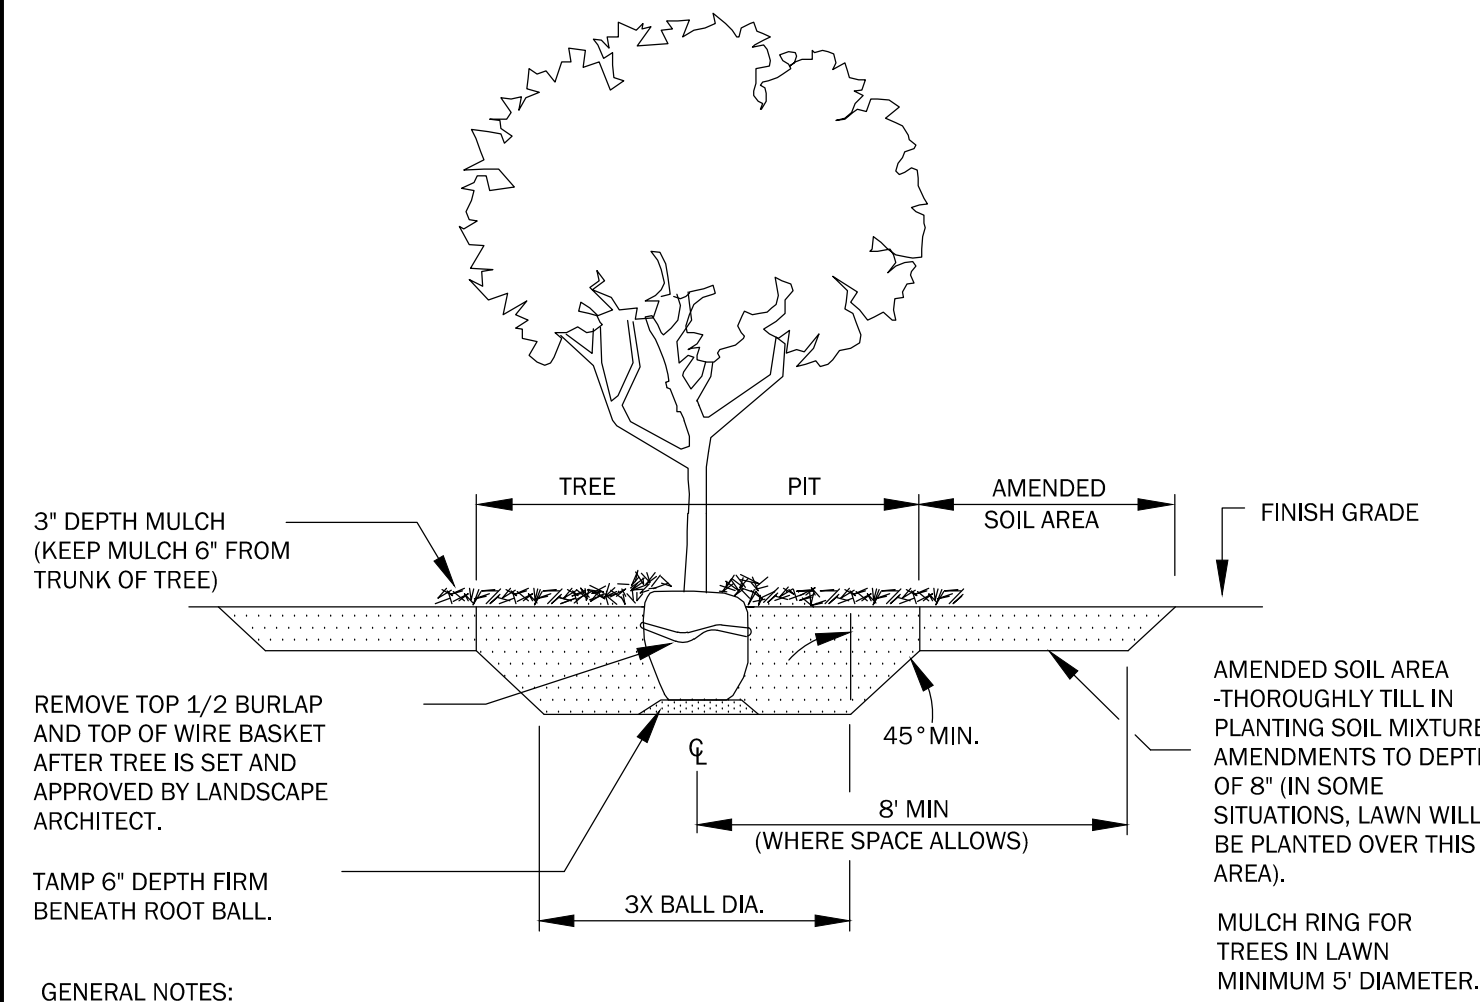 TREE PIT
AMENDED
SOIL AREA
FINISH GRADE
3" DEPTH MULCH
(KEEP MULCH 6" FROM
TRUNK OF TREE)
REMOVE TOP 1/2 BURLAP
AND TOP OF WIRE BASKET
AFTER TREE IS SET AND
APPROVED BY LANDSCAPE
ARCHITECT.
TAMP 6" DEPTH FIRM
BENEATH ROOT BALL.
45°MIN.
℄
8' MIN
(WHERE SPACE ALLOWS)
3X BALL DIA.
AMENDED SOIL AREA
-THOROUGHLY TILL IN
PLANTING SOIL MIXTURE
AMENDMENTS TO DEPTH
OF 8" (IN SOME
SITUATIONS, LAWN WILL
BE PLANTED OVER THIS
AREA).
MULCH RING FOR
TREES IN LAWN
MINIMUM 5' DIAMETER.
GENERAL NOTES: